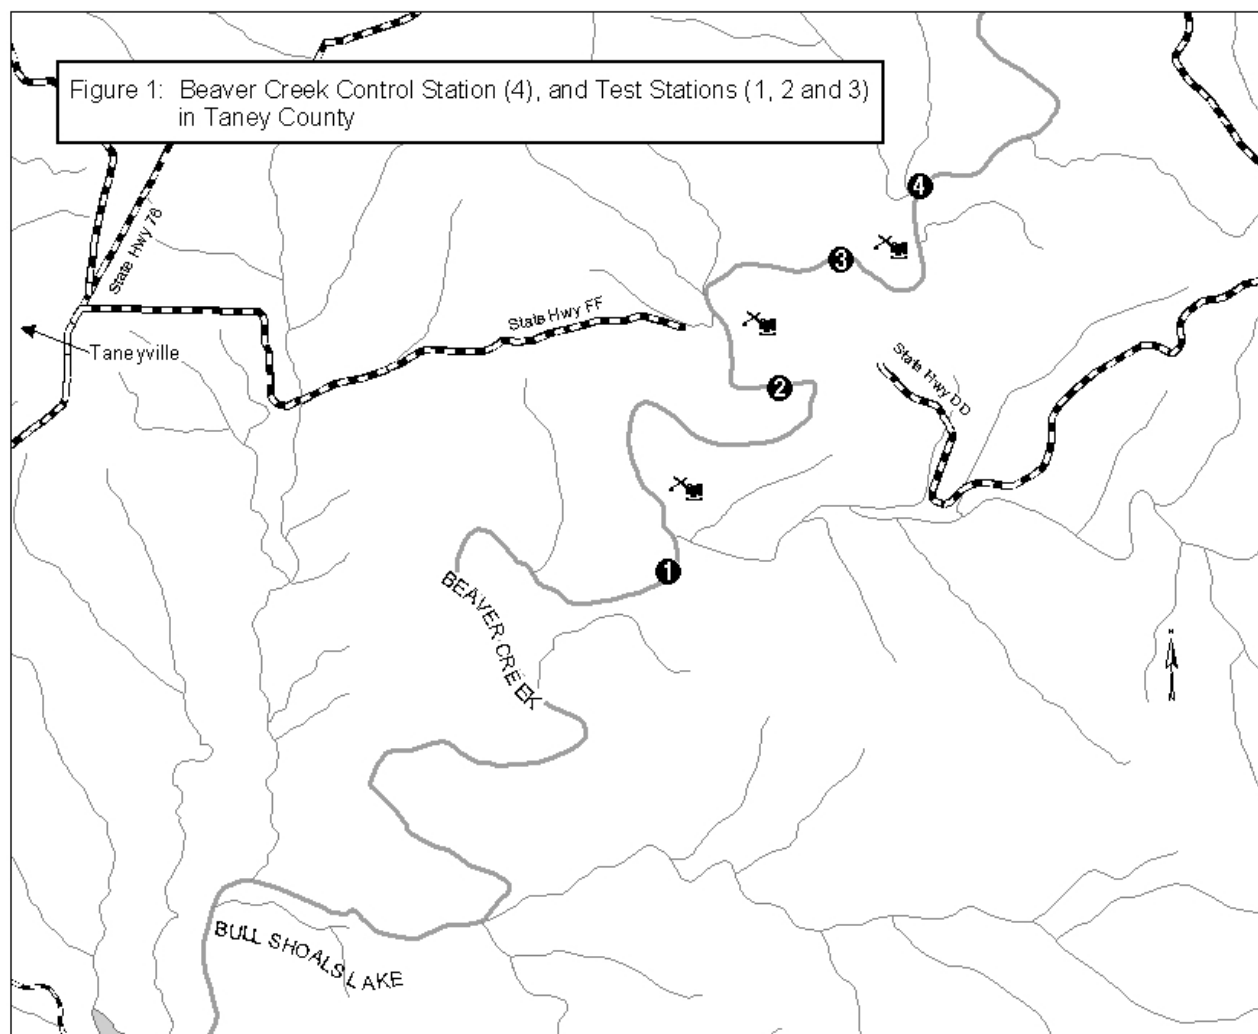 Figure 1: Beaver Creek Control Station (4), and Test Stations (1, 2 and 3)
in Taney County
4
State Hwy 76
3
State Hwy FF
Taneyville
State Hwy DD
2
1
BEAVER CREEK
N
BULL SHOALS LAKE